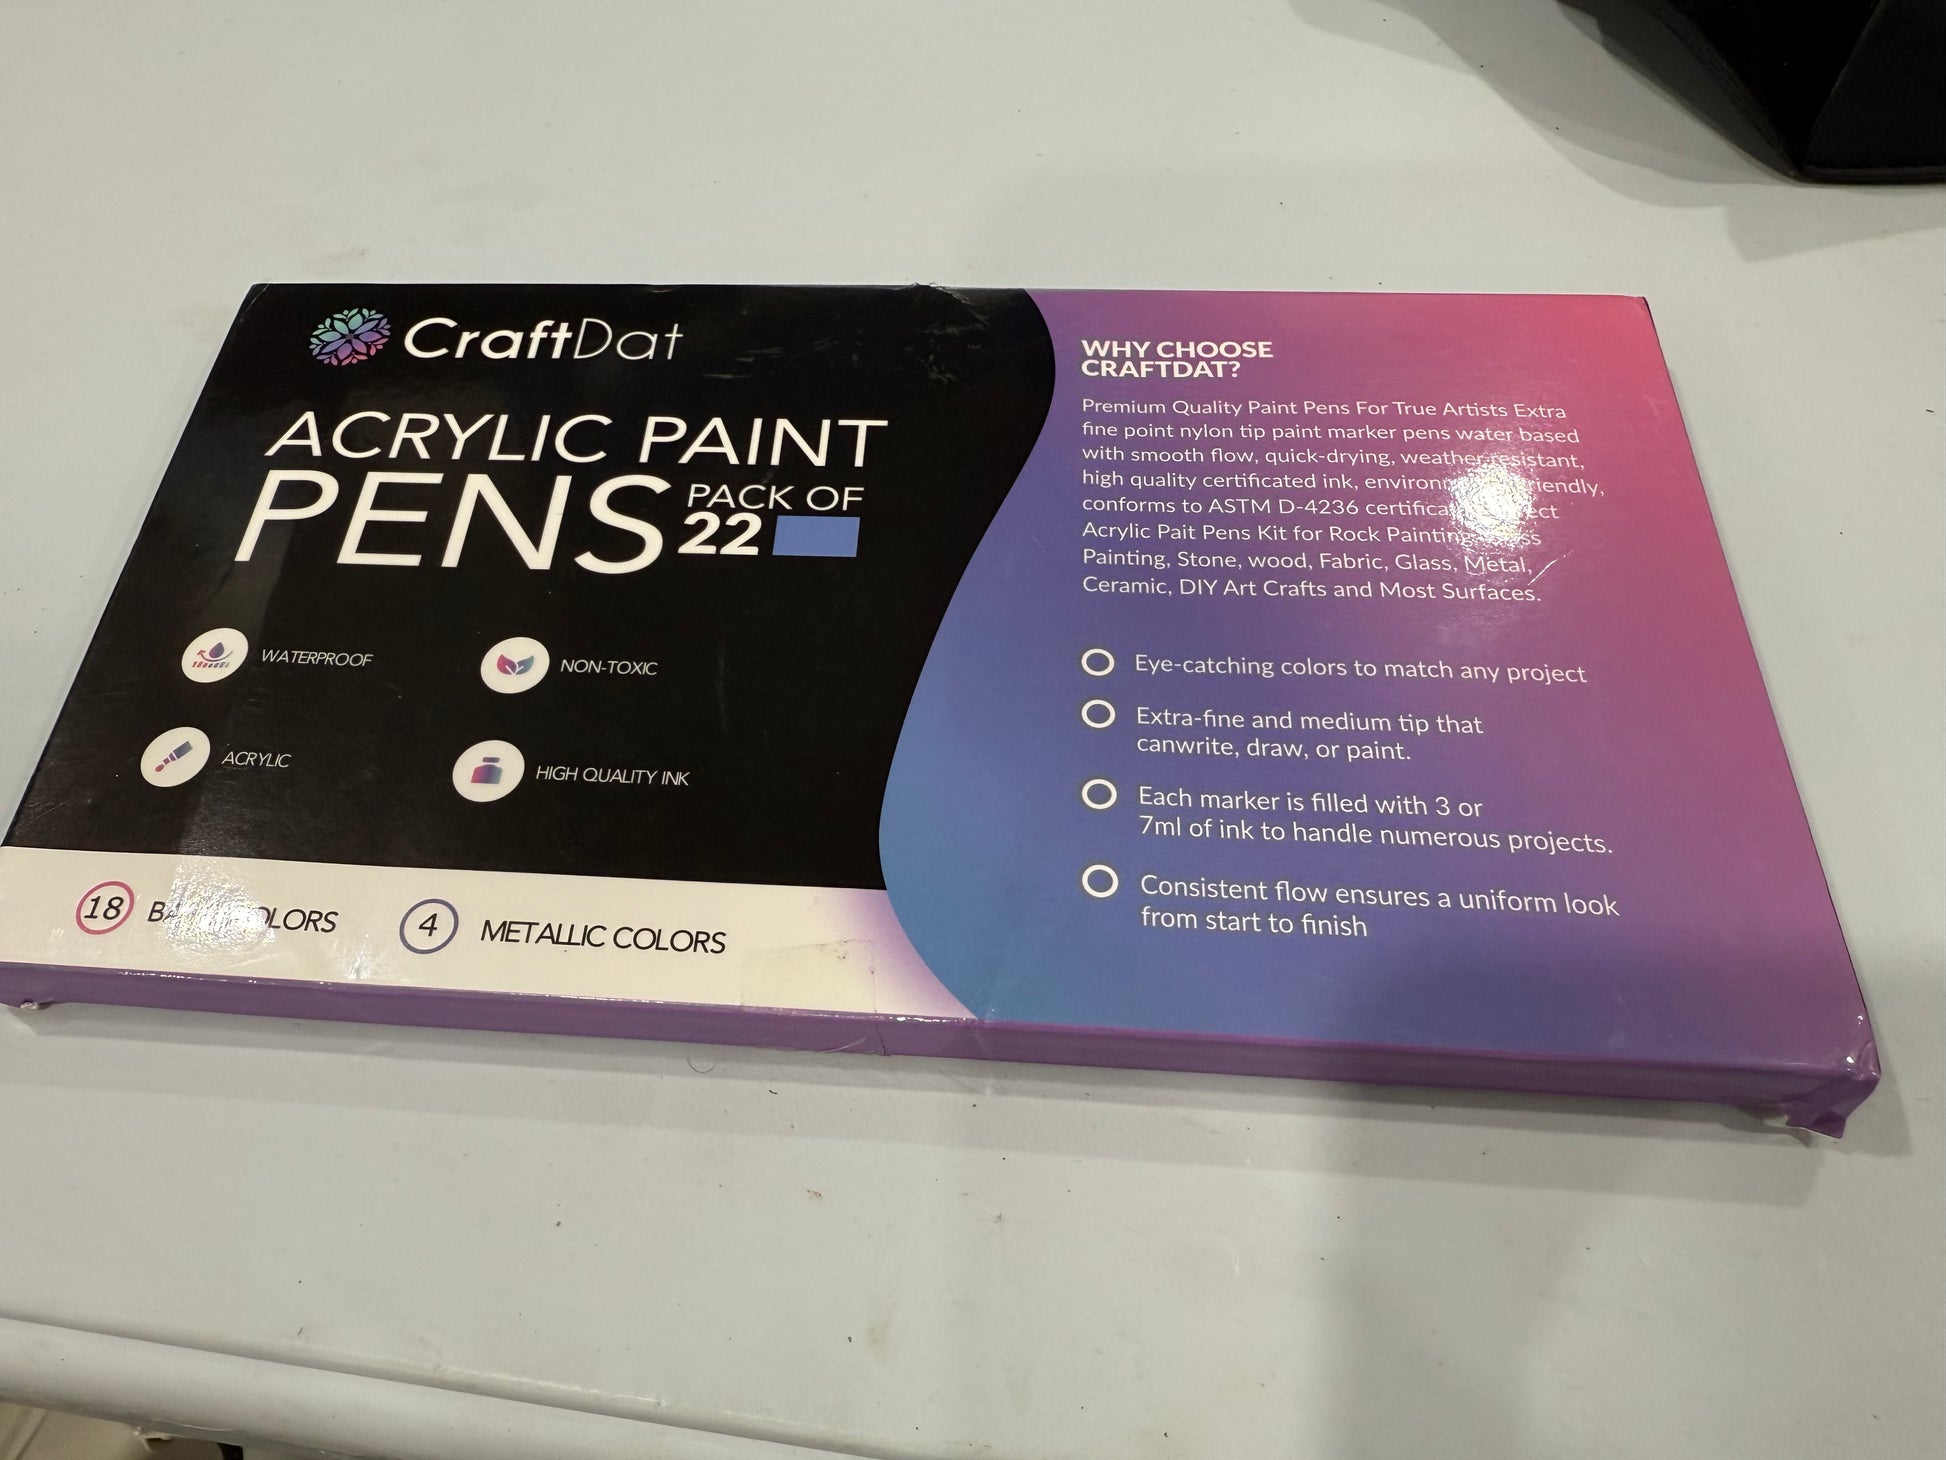 CraftDat
ACRYLIC PAINT
PENS PACK OF
22
WATERPROOF
NON-TOXIC
ACRYLIC
HIGH QUALITY INK
18 COLORS
4 METALLIC COLORS
WHY CHOOSE
CRAFTDAT?
Premium Quality Paint Pens For True Artists Extra
fine point nylon tip paint marker pens water based
with smooth flow, quick-drying, weather-resistant,
high quality certificated ink,
conforms to ASTM D-4236
Acrylic Pait Pens Kit for Rock Painting
Painting, Stone, wood, Fabric, Glass, Metal,
Ceramic, DIY Art Crafts and Most Surfaces.
Eye-catching colors to match any project
Extra-fine and medium tip that
canwrite, draw, or paint.
Each marker is filled with 3 or
7ml of ink to handle numerous projects.
Consistent flow ensures a uniform look
from start to finish